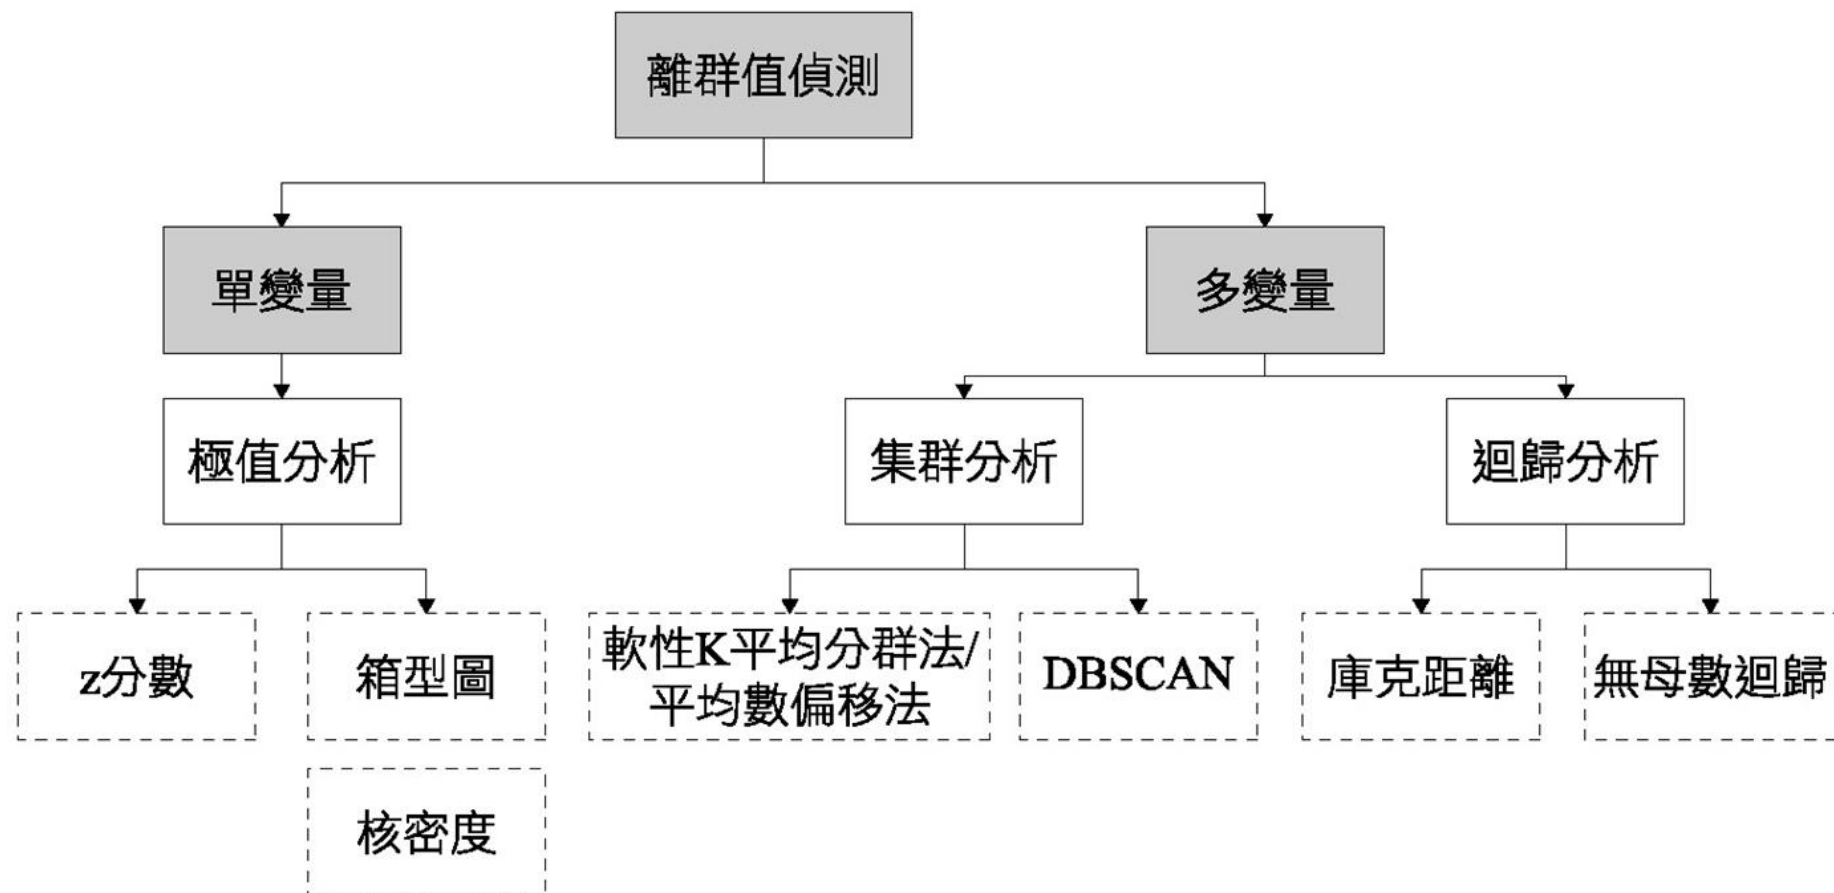 離群值偵測
單變量
多變量
極值分析
集群分析
迴歸分析
z分數
箱型圖
軟性K平均分群法/
平均數偏移法
DBSCAN
庫克距離
無母數迴歸
核密度